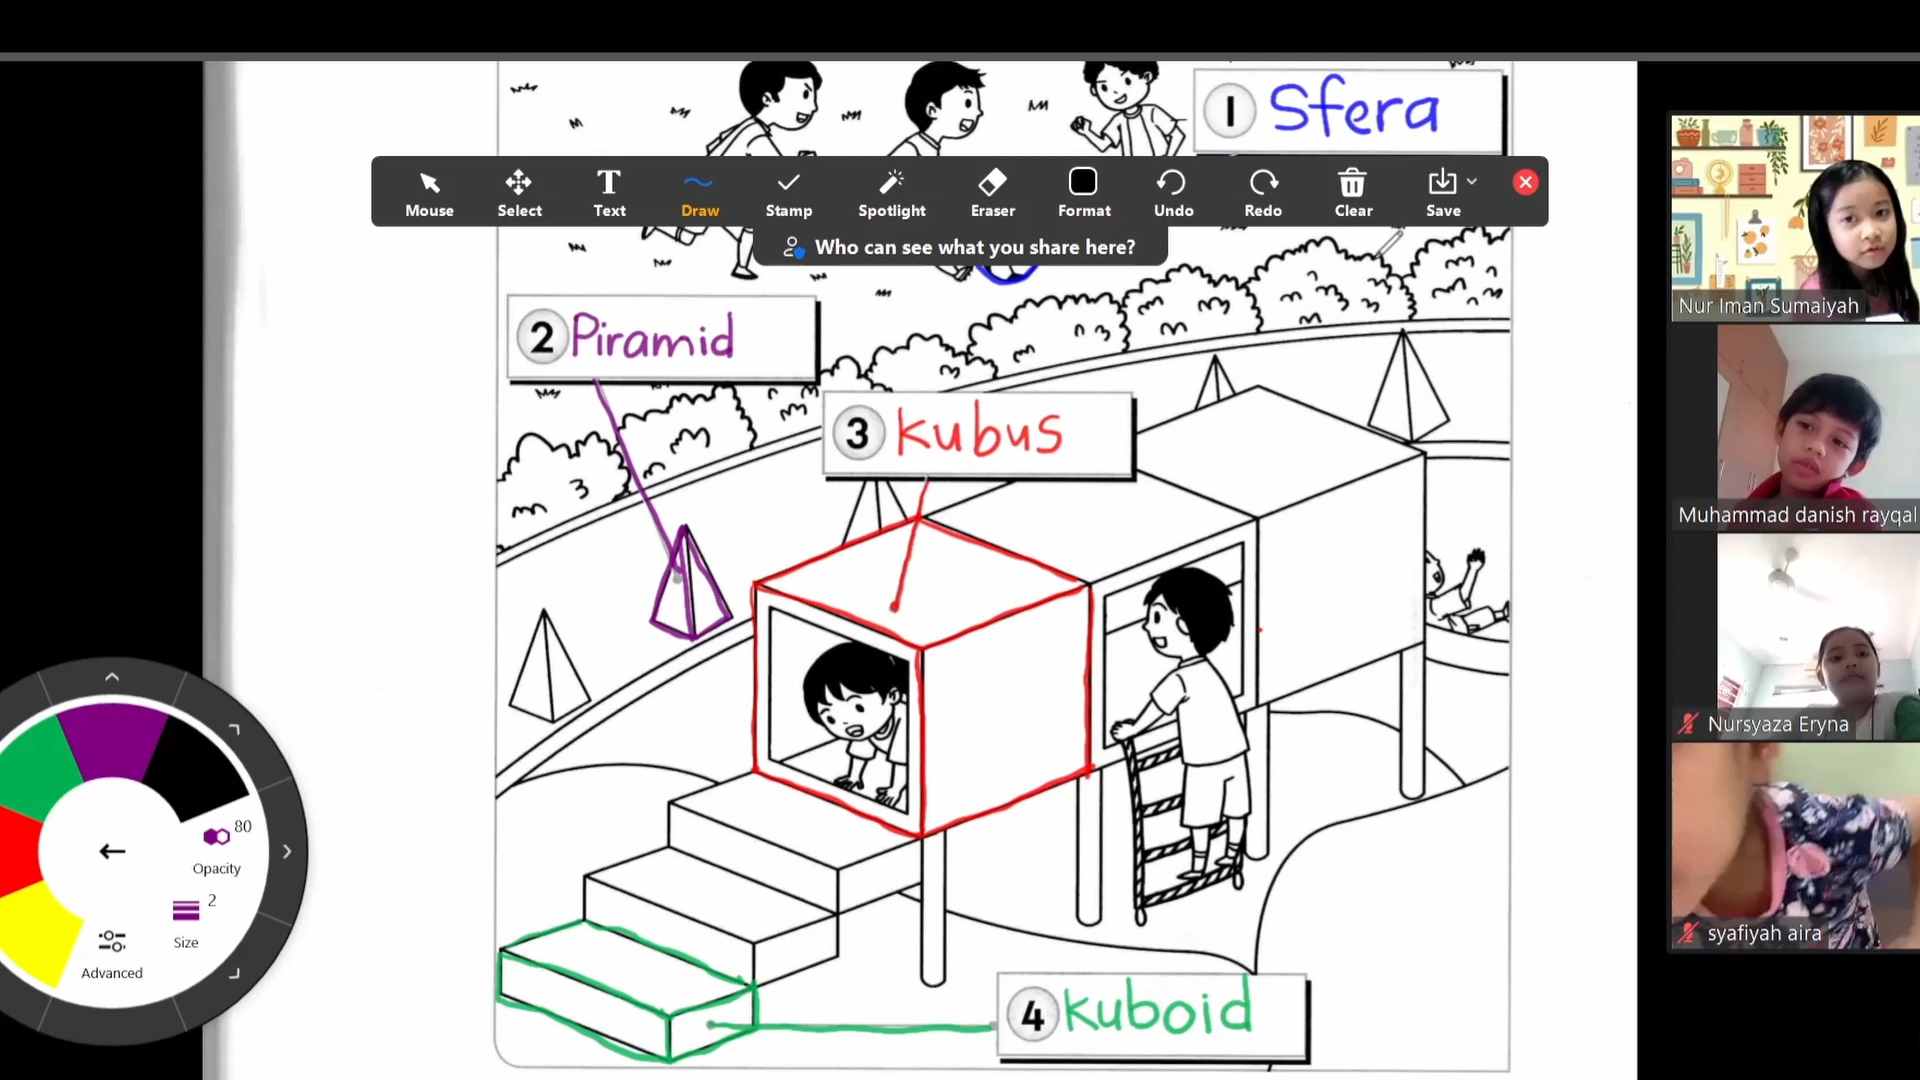 1 Sfera
Mouse Select Text Draw Stamp Spotlight Eraser Format Undo Redo Clear Save
Who can see what you share here?
2 Piramid
3 kubus
4 kuboid
80
Opacity
2
Size
Advanced
Nur Iman Sumaiyah
Muhammad danish rayqal
Nursyaza Eryna
syafiyah aira